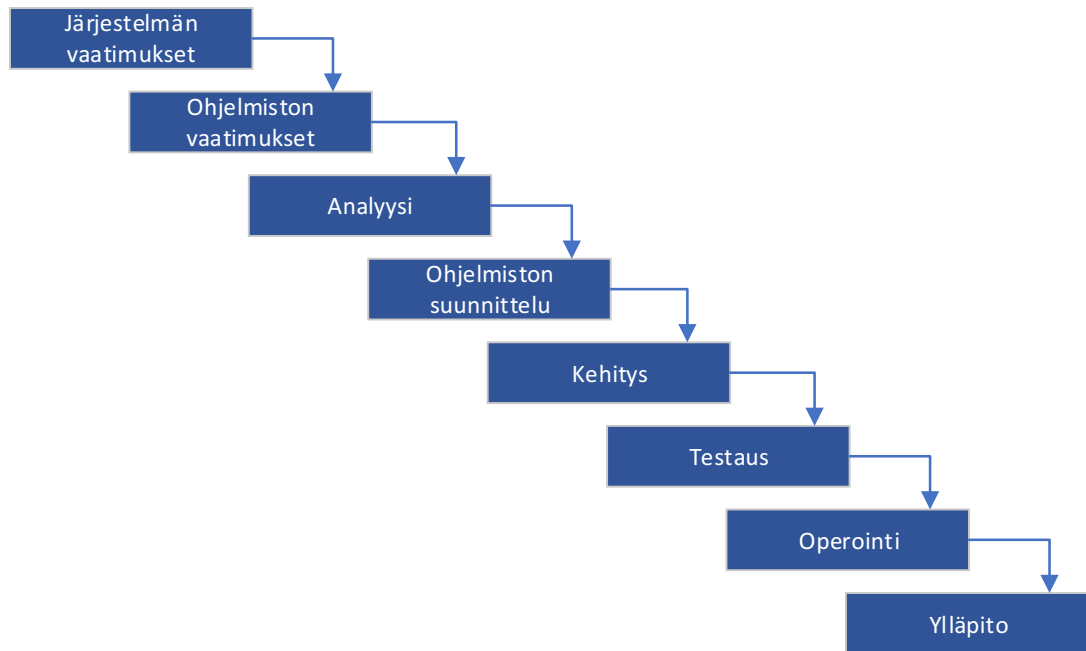 Järjestelmän
vaatimukset
Ohjelmiston
vaatimukset
Analyysi
Ohjelmiston
suunnittelu
Kehitys
Testaus
Operointi
Ylläpito